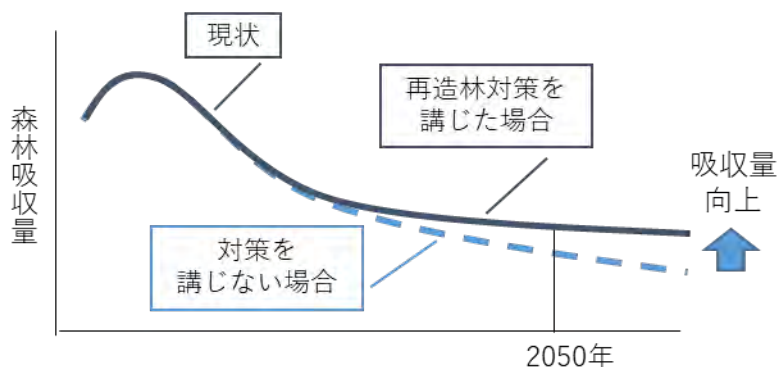 現状
再造林対策を
講じた場合
森林吸収量
吸収量
向上
対策を
講じない場合
2050年